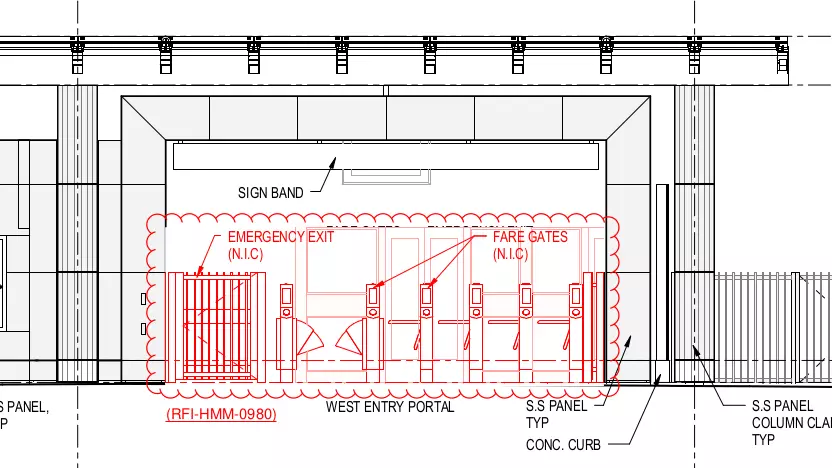 SIGN BAND
EMERGENCY EXIT
(N.I.C)
FARE GATES
(N.I.C)
S PANEL,
P
(RFI-HMM-0980)
WEST ENTRY PORTAL
S.S PANEL
TYP
CONC. CURB
S.S PANEL
COLUMN CLA
TYP